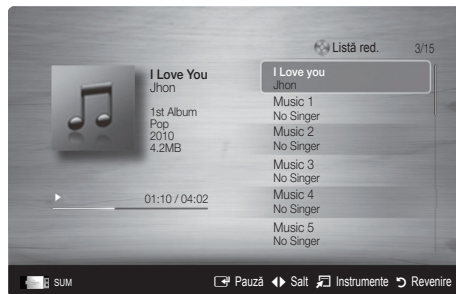 Listă red. 3/15
I Love You
Jhon
1st Album
Pop
2010
4.2MB
01:10 / 04:02
I Love you
Jhon
Music 1
No Singer
Music 2
No Singer
Music 3
No Singer
Music 4
No Singer
Music 5
No Singer
SUM Pauză Salt Instrumente Revenire